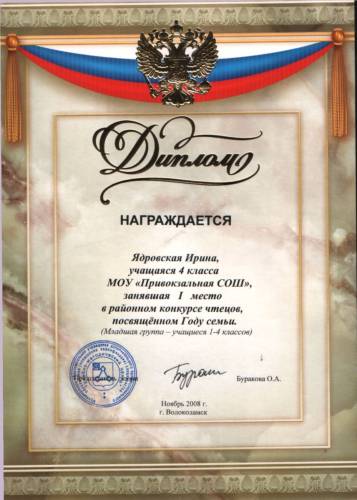 Диплом
НАГРАЖДАЕТСЯ
Ядровская Ирина,
учащаяся 4 класса
МОУ «Привокзальная СОШ»,
занявшая I место
в районном конкурсе чтецов,
посвящённом Году семьи.
(Младшая группа – учащиеся 1-4 классов)
Буракова О.А.
Ноябрь 2008 г.
г. Волоколамск